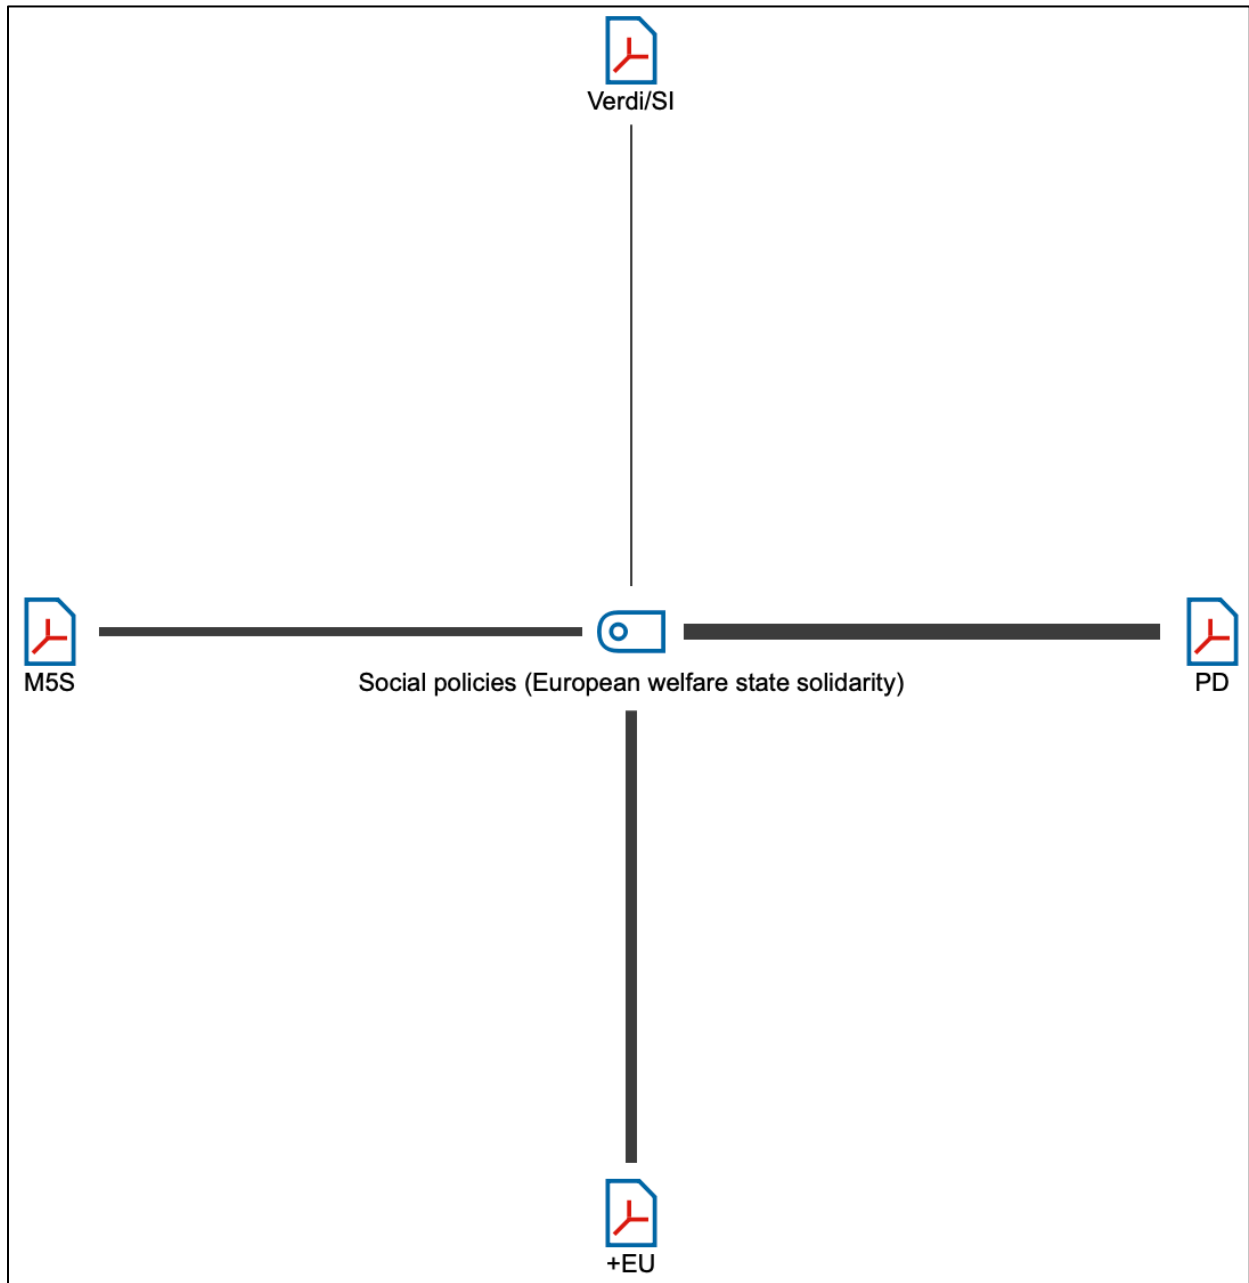 Verdi/SI
M5S
Social policies (European welfare state solidarity)
PD
+EU